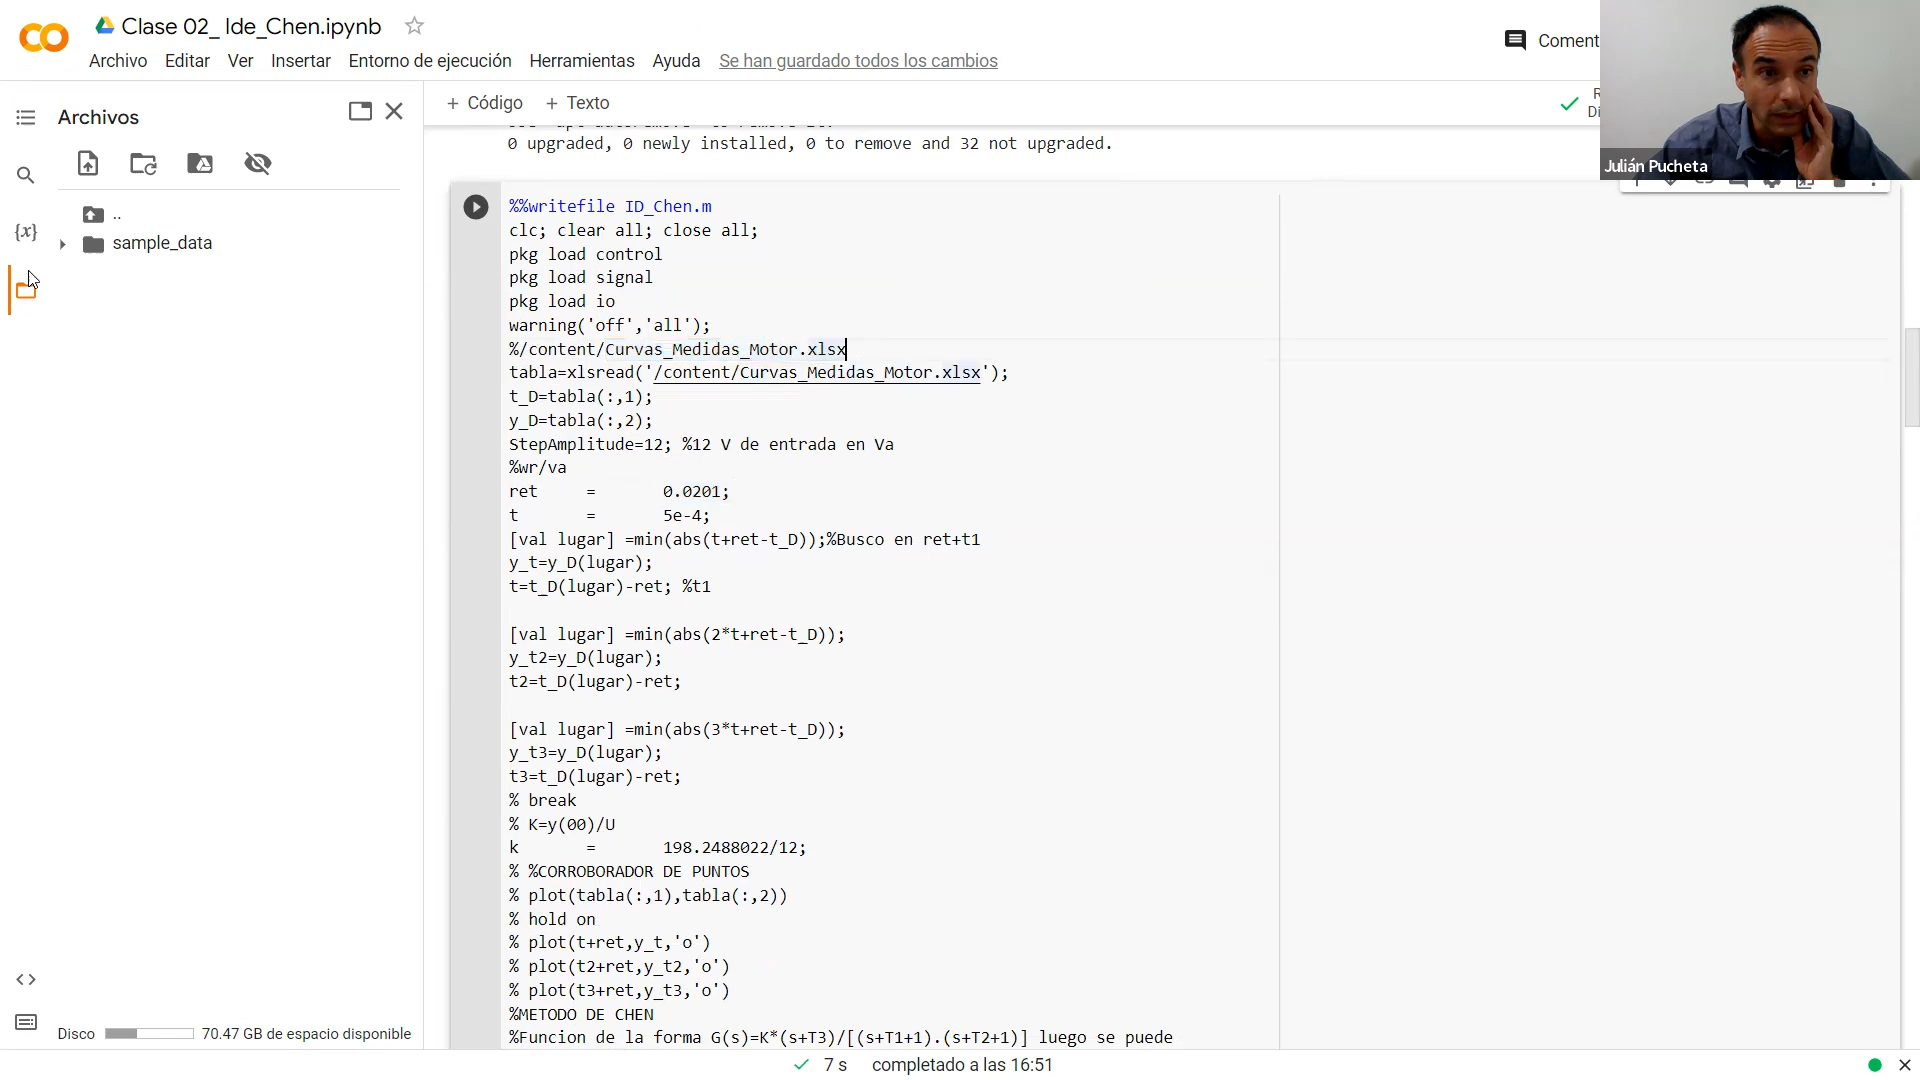 Clase 02_ Ide_Chen.ipynb
Archivo Editar Ver Insertar Entorno de ejecución Herramientas Ayuda Se han guardado todos los cambios
Coment
Archivos
+ Código + Texto
R
Di
Julián Pucheta
0 upgraded, 0 newly installed, 0 to remove and 32 not upgraded.
{x}
..
sample_data
%%writefile ID_Chen.m
clc; clear all; close all;
pkg load control
pkg load signal
pkg load io
warning('off','all');
%/content/Curvas_Medidas_Motor.xlsx
tabla=xlsread('/content/Curvas_Medidas_Motor.xlsx');
t_D=tabla(:,1);
y_D=tabla(:,2);
StepAmplitude=12; %12 V de entrada en Va
%wr/va
ret = 0.0201;
t = 5e-4;
[val lugar] =min(abs(t+ret-t_D));%Busco en ret+t1
y_t=y_D(lugar);
t=t_D(lugar)-ret; %t1
[val lugar] =min(abs(2*t+ret-t_D));
y_t2=y_D(lugar);
t2=t_D(lugar)-ret;
[val lugar] =min(abs(3*t+ret-t_D));
y_t3=y_D(lugar);
t3=t_D(lugar)-ret;
% break
% K=y(00)/U
k = 198.2488022/12;
% %CORROBORADOR DE PUNTOS
% plot(tabla(:,1),tabla(:,2))
% hold on
% plot(t+ret,y_t,'o')
% plot(t2+ret,y_t2,'o')
% plot(t3+ret,y_t3,'o')
%METODO DE CHEN
%Funcion de la forma G(s)=K*(s+T3)/[(s+T1+1).(s+T2+1)] luego se puede
Disco 70.47 GB de espacio disponible
7 s completado a las 16:51